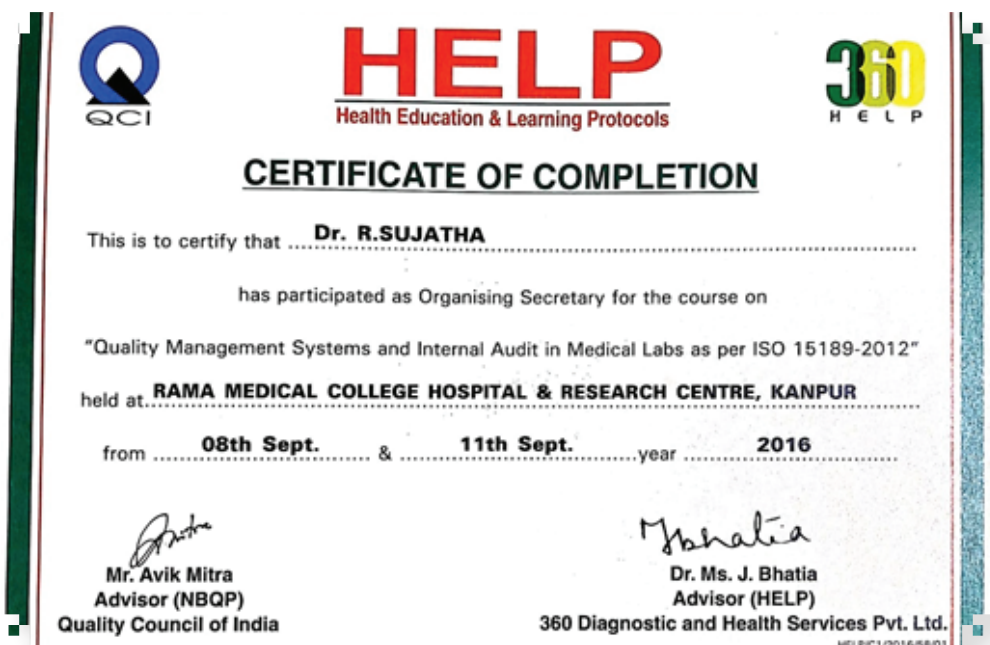 QCI
HELP
Health Education & Learning Protocols
360
HELP
CERTIFICATE OF COMPLETION
This is to certify that Dr. R.SUJATHA
has participated as Organising Secretary for the course on
"Quality Management Systems and Internal Audit in Medical Labs as per ISO 15189-2012"
held at RAMA MEDICAL COLLEGE HOSPITAL & RESEARCH CENTRE, KANPUR
from 08th Sept. & 11th Sept. year 2016
Mitra
JBhatia
Mr. Avik Mitra
Dr. Ms. J. Bhatia
Advisor (NBQP)
Advisor (HELP)
Quality Council of India
360 Diagnostic and Health Services Pvt. Ltd.